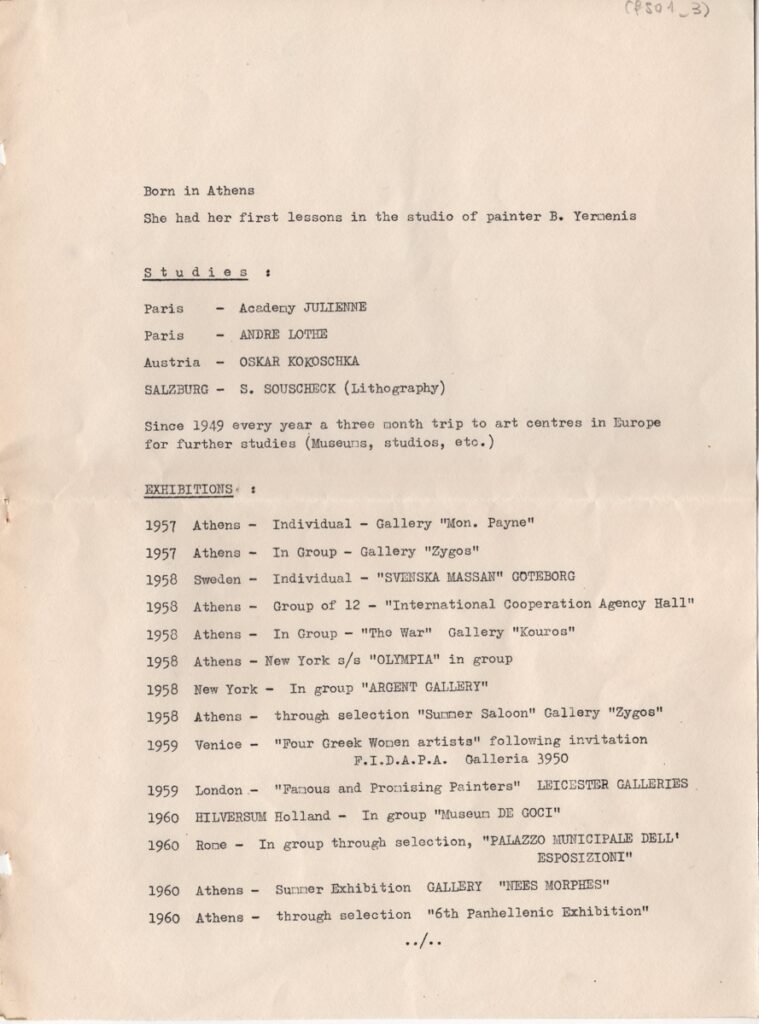 (PS01_3)
Born in Athens
She had her first lessons in the studio of painter B. Yermenis
Studies :
Paris - Academy JULIENNE
Paris - ANDRE LOTHE
Austria - OSKAR KOKOSCHKA
SALZBURG - S. SOUSCHECK (Lithography)
Since 1949 every year a three month trip to art centres in Europe
for further studies (Museums, studios, etc.)
EXHIBITIONS :
1957 Athens - Individual - Gallery "Mon. Payne"
1957 Athens - In Group - Gallery "Zygos"
1958 Sweden - Individual - "SVENSKA MASSAN" GOTEBORG
1958 Athens - Group of 12 - "International Cooperation Agency Hall"
1958 Athens - In Group - "The War" Gallery "Kouros"
1958 Athens - New York s/s "OLYMPIA" in group
1958 New York - In group "ARGENT GALLERY"
1958 Athens - through selection "Summer Saloon" Gallery "Zygos"
1959 Venice - "Four Greek Women artists" following invitation
F.I.D.A.P.A. Galleria 3950
1959 London - "Famous and Promising Painters" LEICESTER GALLERIES
1960 HILVERSUM Holland - In group "Museum DE GOCI"
1960 Rome - In group through selection, "PALAZZO MUNICIPALE DELL'
ESPOSIZIONI"
1960 Athens - Summer Exhibition GALLERY "NEES MORPHES"
1960 Athens - through selection "6th Panhellenic Exhibition"
../..